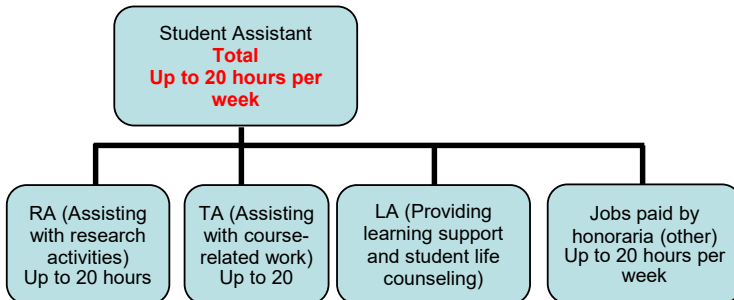 Student Assistant
Total
Up to 20 hours per
week
RA (Assisting
with research
activities)
Up to 20 hours
TA (Assisting
with course-
related work)
Up to 20
LA (Providing
learning support
and student life
counseling)
Jobs paid by
honoraria (other)
Up to 20 hours per
week